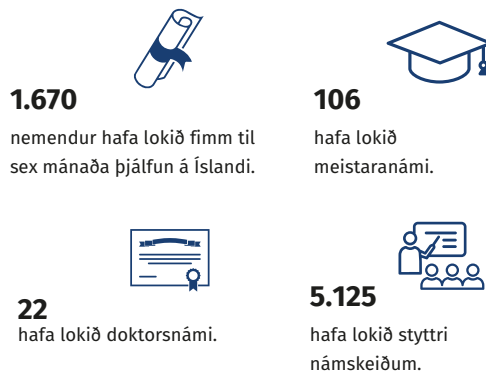 1.670
nemendur hafa lokið fimm til
sex mánaða þjálfun á Íslandi.
106
hafa lokið
meistaranámi.
22
hafa lokið doktorsnámi.
5.125
hafa lokið styttri
námskeiðum.